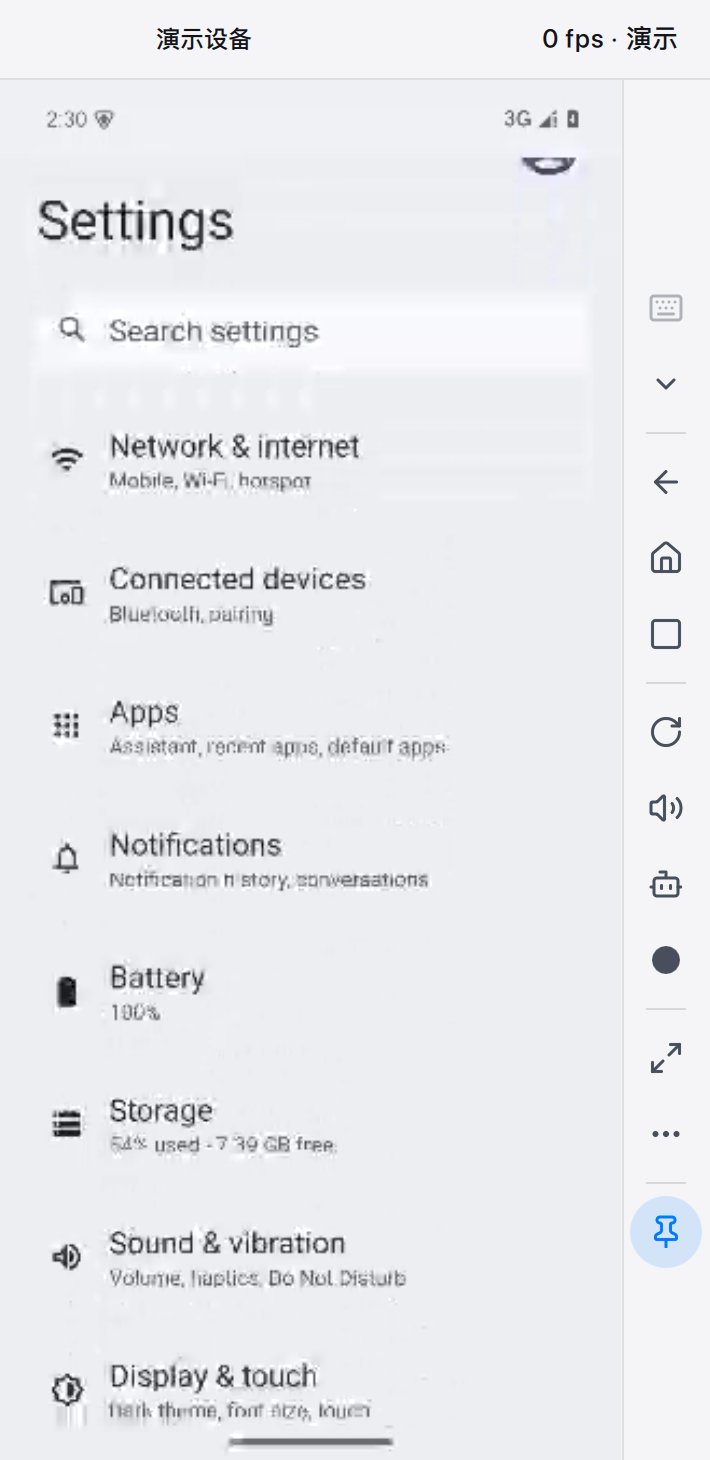 演示设备
0 fps · 演示
2:30
3G
Settings
Search settings
Network & internet
Mobile, Wi-Fi, hotspot
Connected devices
Bluetooth, pairing
Apps
Assistant, recent apps, default apps
Notifications
Notification history, conversations
Battery
100%
Storage
54% used - 7.39 GB free
Sound & vibration
Volume, haptics, Do Not Disturb
Display & touch
Dark theme, font size, touch